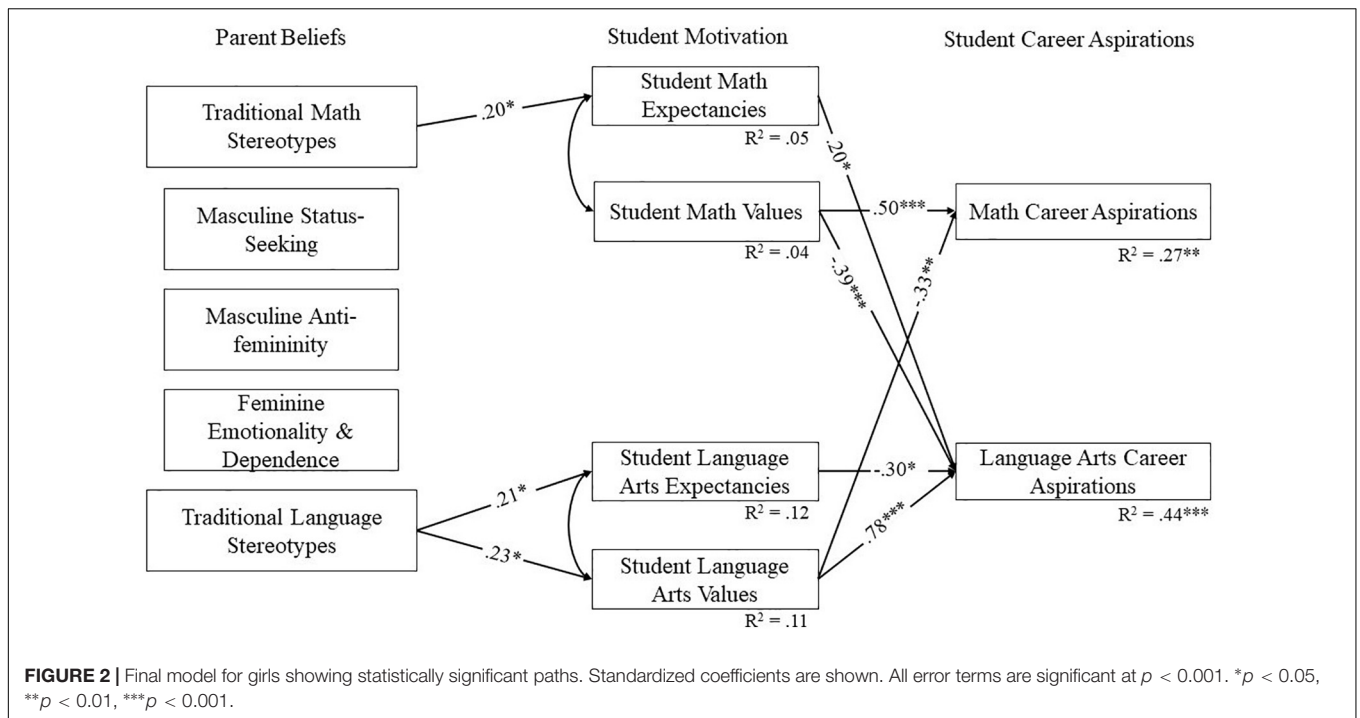 Parent Beliefs
Student Motivation
Student Career Aspirations
Traditional Math
Stereotypes
.20*
Student Math
Expectancies
R² = .05
.20*
Masculine Status-
Seeking
Student Math Values
R² = .04
.50***
-.39***
-.33**
Math Career Aspirations
R² = .27**
Masculine Anti-
femininity
Feminine
Emotionality &
Dependence
Student Language
Arts Expectancies
R² = .12
-.30*
Language Arts Career
Aspirations
R² = .44***
Traditional Language
Stereotypes
.21*
.23*
.78***
Student Language
Arts Values
R² = .11
FIGURE 2 | Final model for girls showing statistically significant paths. Standardized coefficients are shown. All error terms are significant at p < 0.001. *p < 0.05,
**p < 0.01, ***p < 0.001.